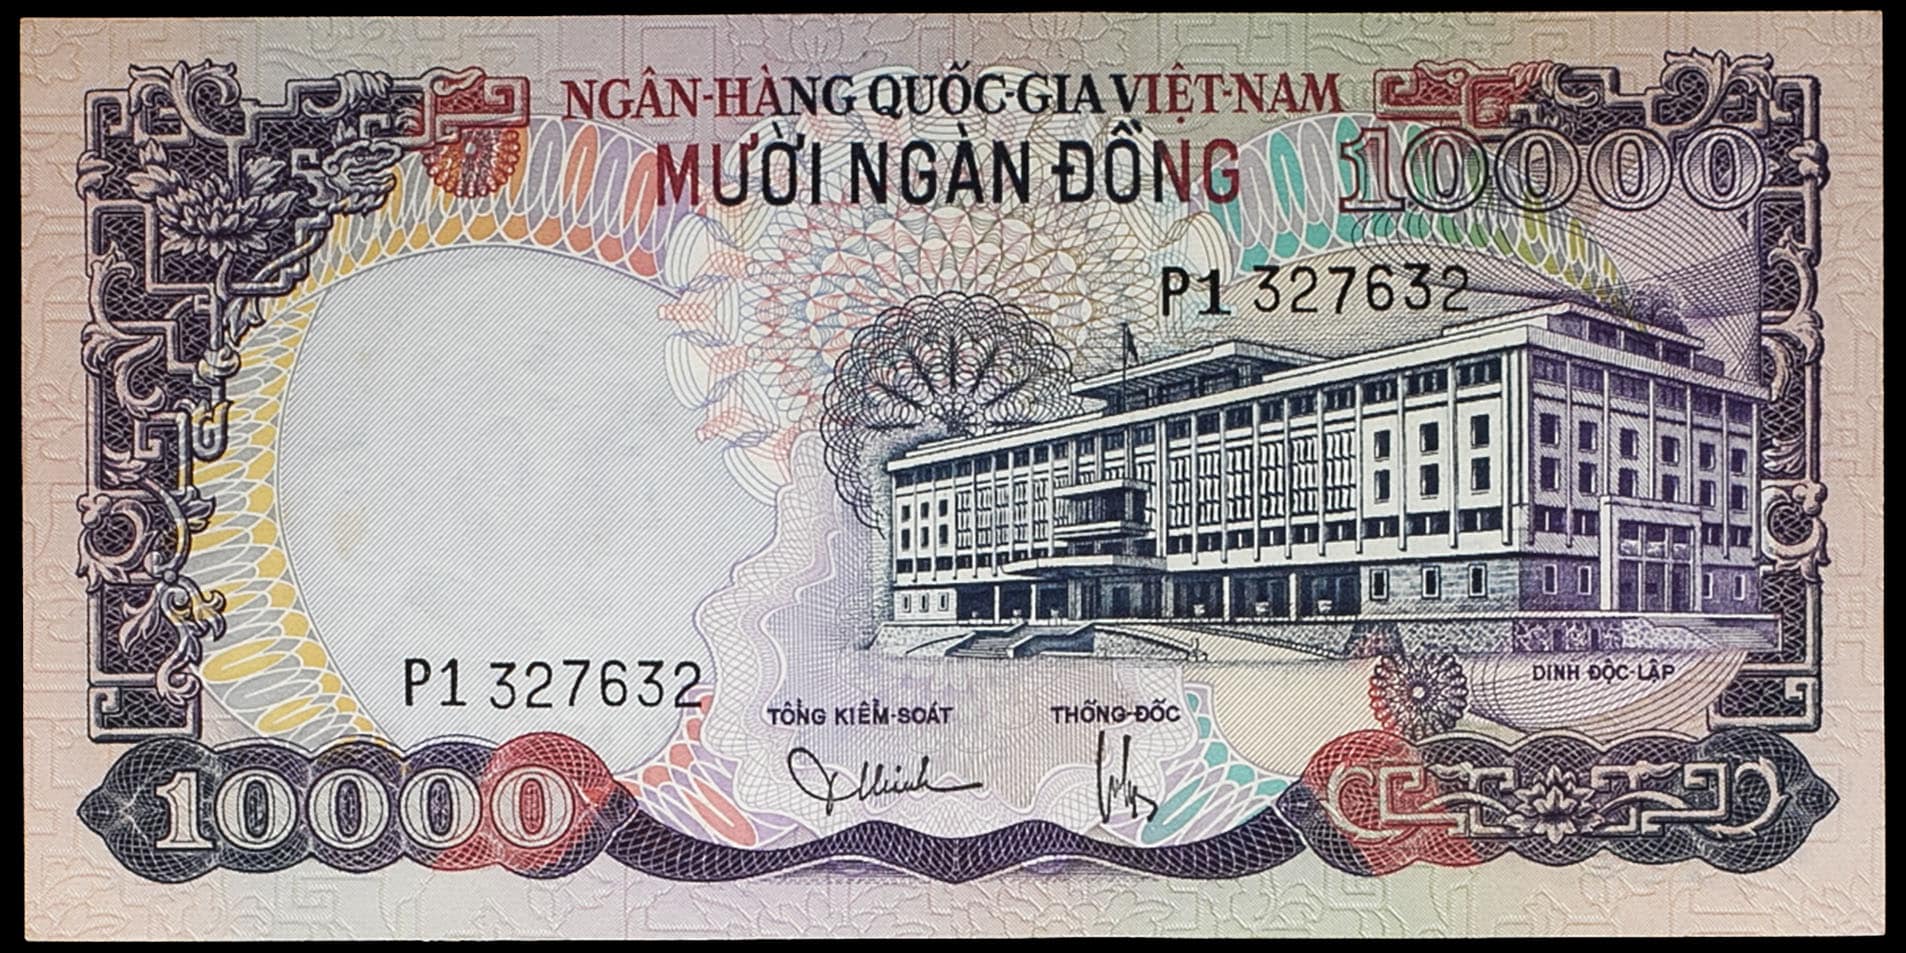 NGÂN-HÀNG QUỐC-GIA VIỆT-NAM
MƯỜI NGÀN ĐỒNG
10000
P1 327632
P1 327632
DINH ĐỘC-LẬP
TỔNG KIỂM-SOÁT
THỐNG-ĐỐC
10000